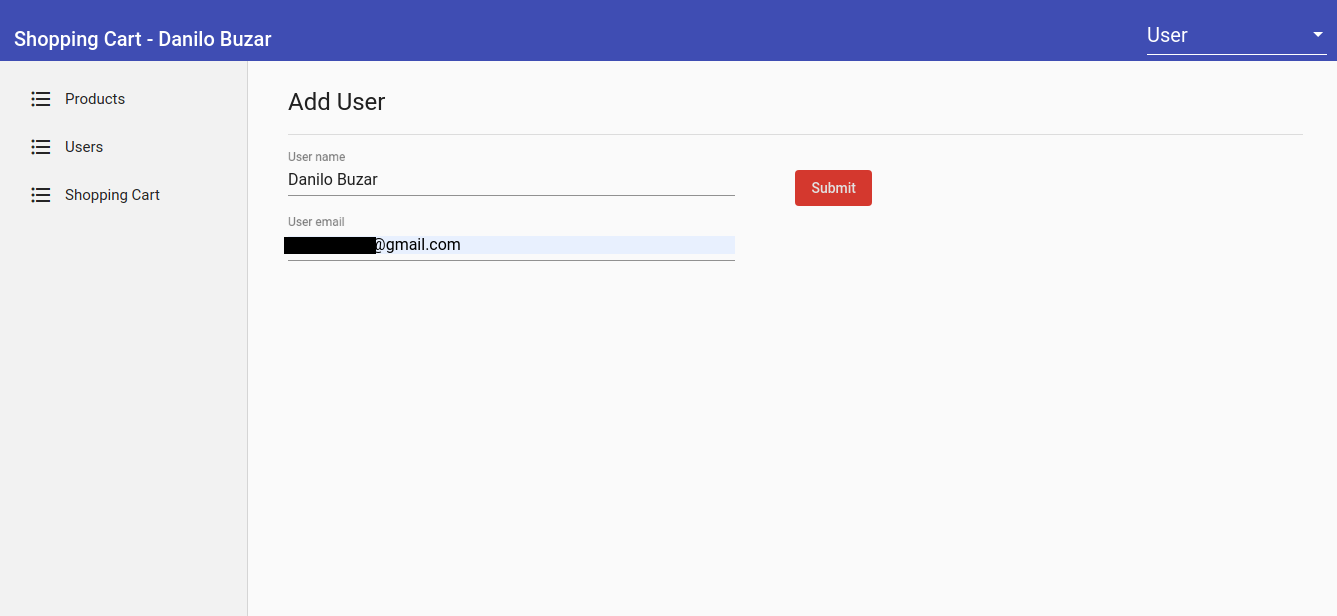 Shopping Cart - Danilo Buzar
User
Products
Users
Shopping Cart
Add User
User name
Danilo Buzar
Submit
User email
@gmail.com